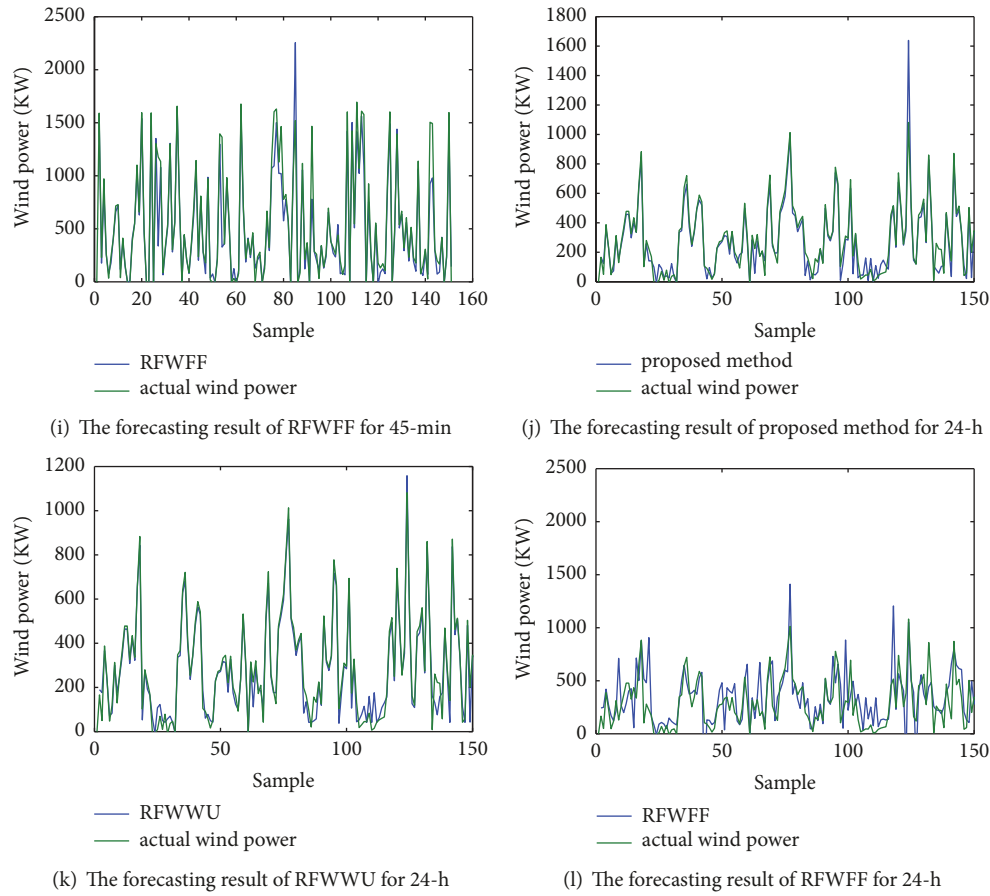 2500
2000
1500
1000
500
0
Wind power (KW)
0 20 40 60 80 100 120 140 160
Sample
RFWFF
actual wind power
(i) The forecasting result of RFWFF for 45-min
1800
1600
1400
1200
1000
800
600
400
200
0
Wind power (KW)
0 50 100 150
Sample
proposed method
actual wind power
(j) The forecasting result of proposed method for 24-h
1200
1000
800
600
400
200
0
Wind power (KW)
0 50 100 150
Sample
RFWWU
actual wind power
(k) The forecasting result of RFWWU for 24-h
2500
2000
1500
1000
500
0
Wind power (KW)
0 50 100 150
Sample
RFWFF
actual wind power
(l) The forecasting result of RFWFF for 24-h